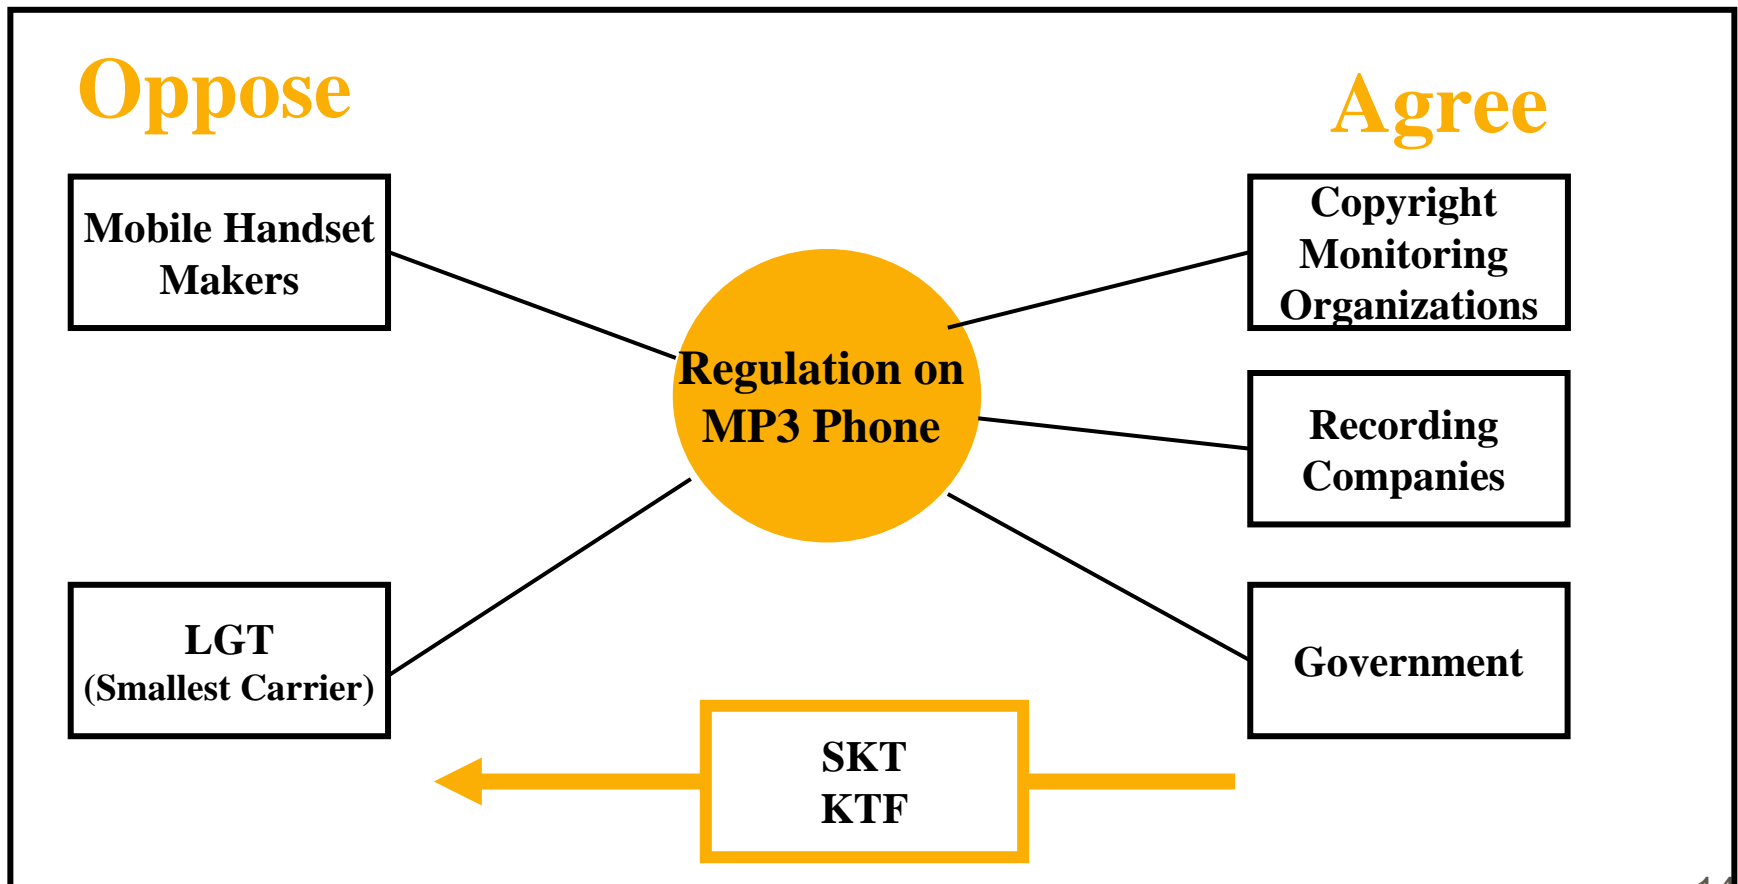 Oppose
Agree
Mobile Handset
Makers
Copyright
Monitoring
Organizations
Regulation on
MP3 Phone
Recording
Companies
LGT
(Smallest Carrier)
Government
SKT
KTF